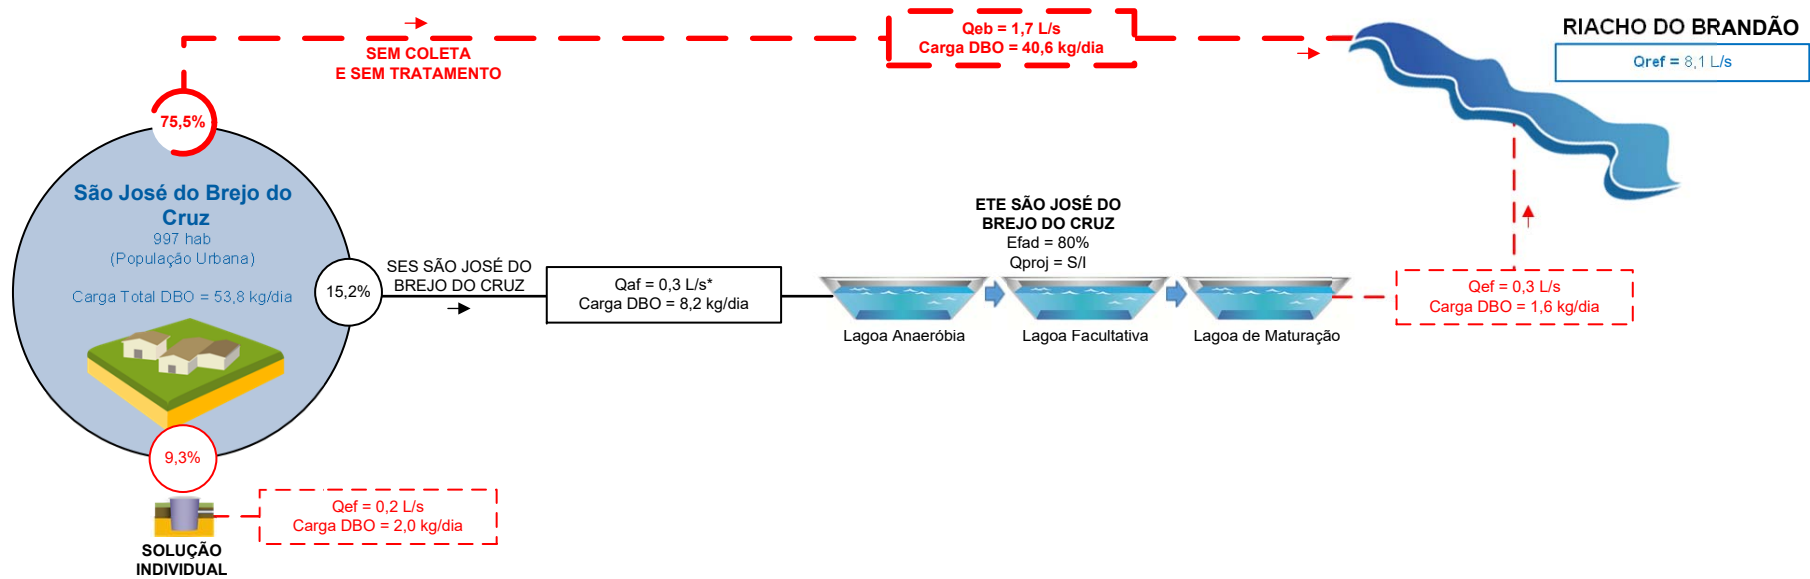 SEM COLETA
E SEM TRATAMENTO
Qeb = 1,7 L/s
Carga DBO = 40,6 kg/dia
RIACHO DO BRANDÃO
Qref = 8,1 L/s
75,5%
São José do Brejo do
Cruz
997 hab
(População Urbana)
Carga Total DBO = 53,8 kg/dia
15,2%
SES SÃO JOSÉ DO
BREJO DO CRUZ
Qaf = 0,3 L/s*
Carga DBO = 8,2 kg/dia
ETE SÃO JOSÉ DO
BREJO DO CRUZ
Efad = 80%
Qproj = S/I
Lagoa Anaeróbia
Lagoa Facultativa
Lagoa de Maturação
Qef = 0,3 L/s
Carga DBO = 1,6 kg/dia
9,3%
Qef = 0,2 L/s
Carga DBO = 2,0 kg/dia
SOLUÇÃO
INDIVIDUAL